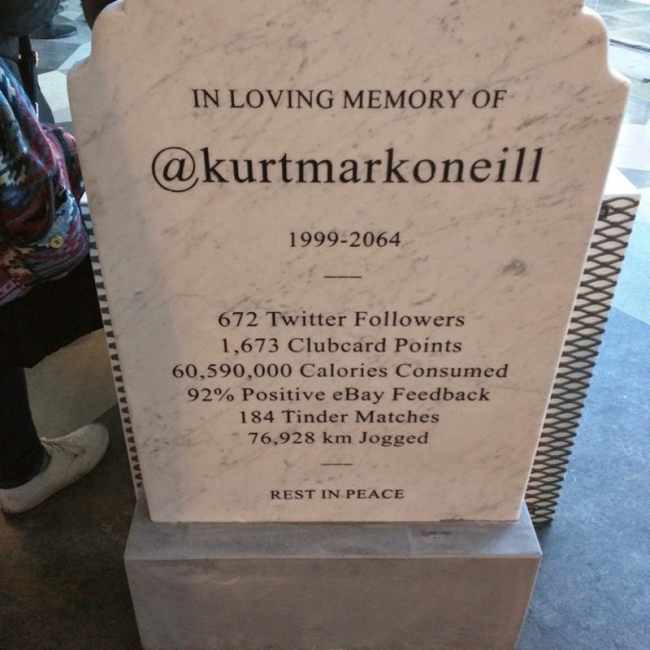 IN LOVING MEMORY OF
@kurtmarkoneill
1999-2064
672 Twitter Followers
1,673 Clubcard Points
60,590,000 Calories Consumed
92% Positive eBay Feedback
184 Tinder Matches
76,928 km Jogged
REST IN PEACE